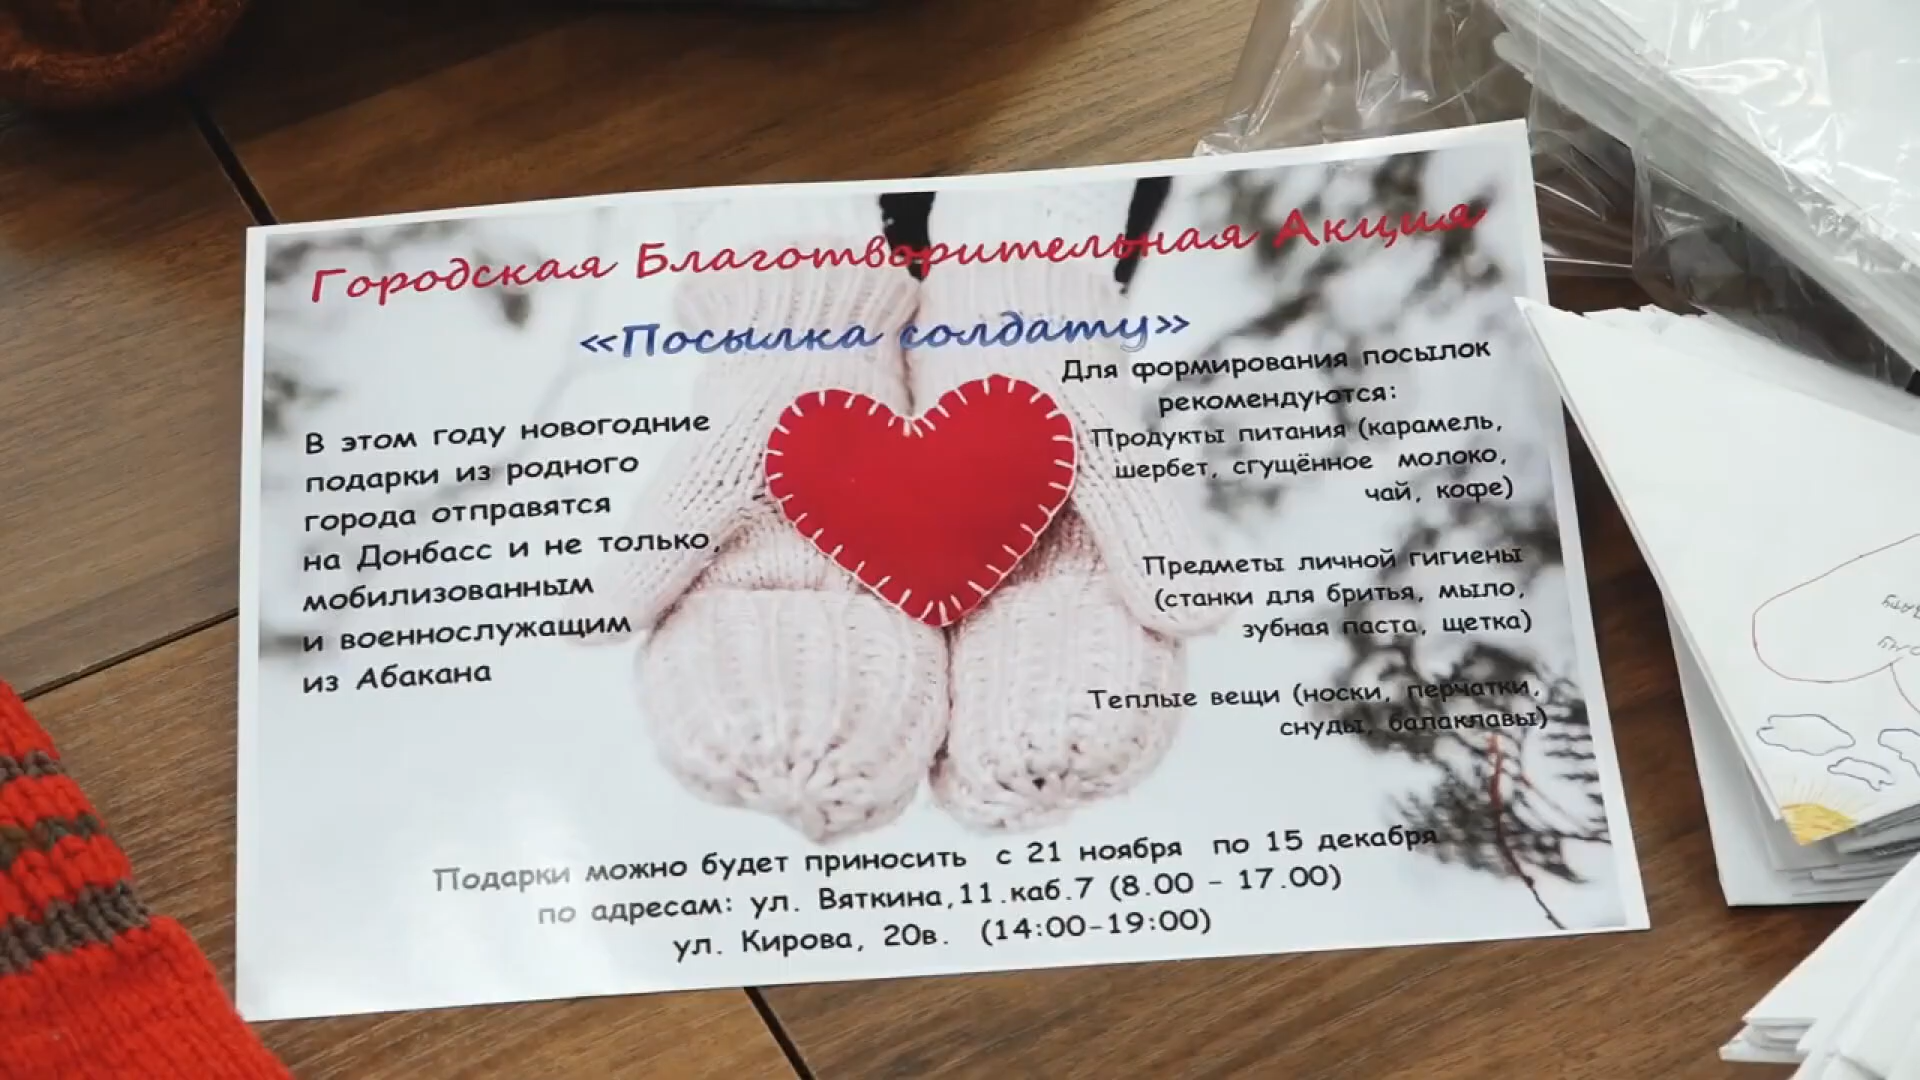 Городская Благотворительная Акция
«Посылка солдату»
В этом году новогодние
подарки из родного
города отправятся
на Донбасс и не только,
мобилизованным
и военнослужащим
из Абакана
Для формирования посылок
рекомендуются:
Продукты питания (карамель,
шербет, сгущённое молоко,
чай, кофе)
Предметы личной гигиены
(станки для бритья, мыло,
зубная паста, щетка)
Теплые вещи (носки, перчатки,
снуды, балаклавы)
Подарки можно будет приносить с 21 ноября по 15 декабря
по адресам: ул. Вяткина,11.каб.7 (8.00 - 17.00)
ул. Кирова, 20в. (14:00-19:00)